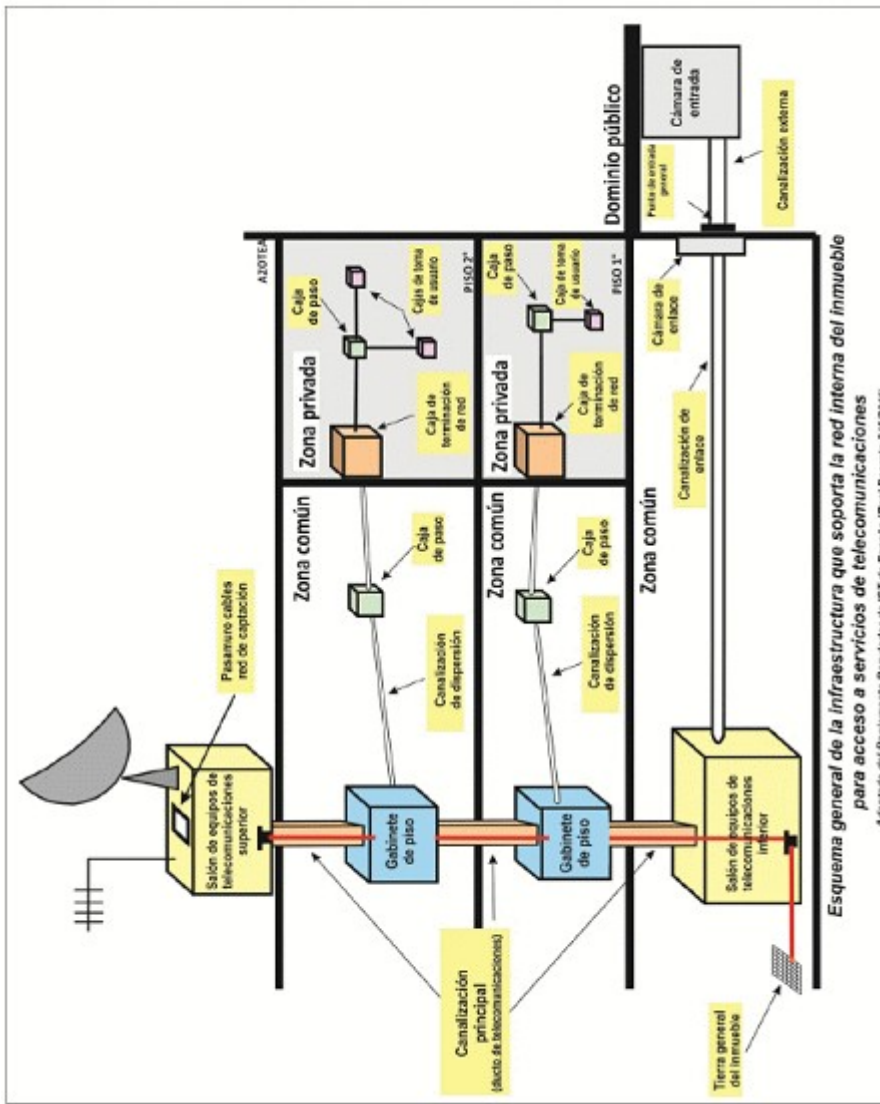 Pasamuro cables
red de captación
Salón de equipos de
telecomunicaciones
superior
AZOTEA
Zona común
Gabinete
de piso
Canalización
de dispersión
Caja
de paso
Zona privada
Caja de
terminación
de red
Caja
de paso
Cajas de toma
de usuario
PISO 2°
Canalización
principal
(ducto de telecomunicaciones)
Zona común
Gabinete
de piso
Canalización
de dispersión
Caja
de paso
Zona privada
Caja de
terminación
de red
Caja
de paso
Caja de toma
de usuario
PISO 1°
Dominio público
Zona común
Salón de equipos de
telecomunicaciones
inferior
Tierra general
del inmueble
Canalización de
enlace
Cámara de
enlace
Punto de entrada
general
Canalización externa
Cámara de
entrada
Esquema general de la infraestructura que soporta la red interna del inmueble
para acceso a servicios de telecomunicaciones